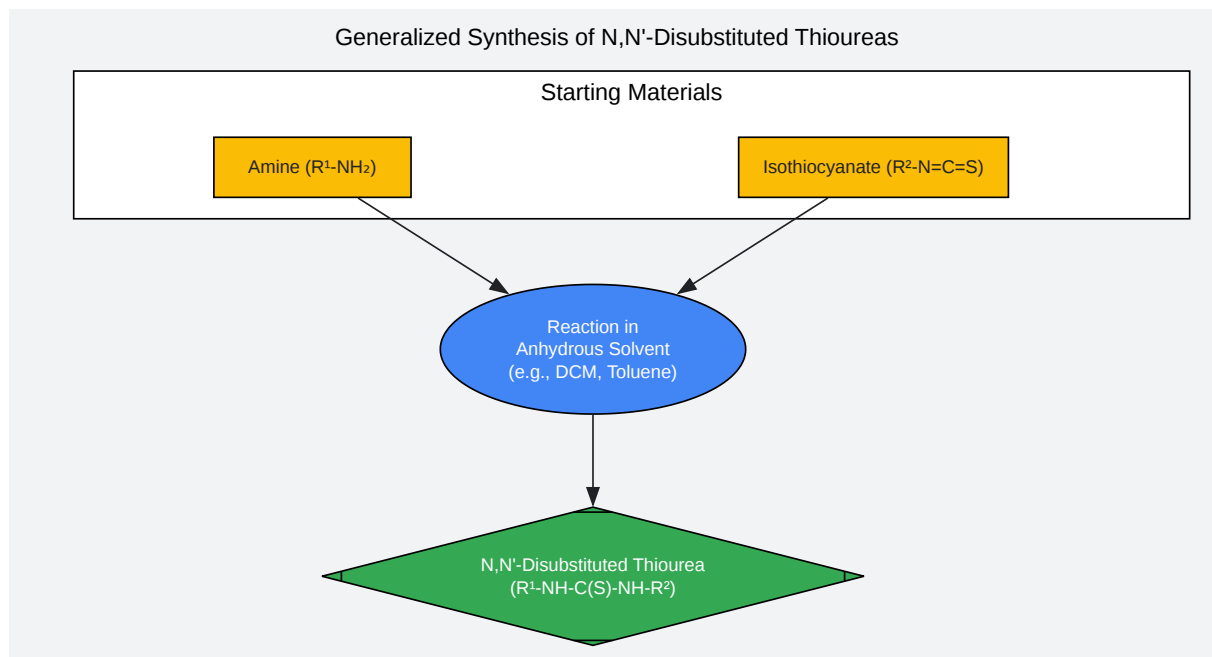 Generalized Synthesis of N,N'-Disubstituted Thioureas
Starting Materials
Amine (R¹-NH₂)
Isothiocyanate (R²-N=C=S)
Reaction in
Anhydrous Solvent
(e.g., DCM, Toluene)
N,N'-Disubstituted Thiourea
(R¹-NH-C(S)-NH-R²)